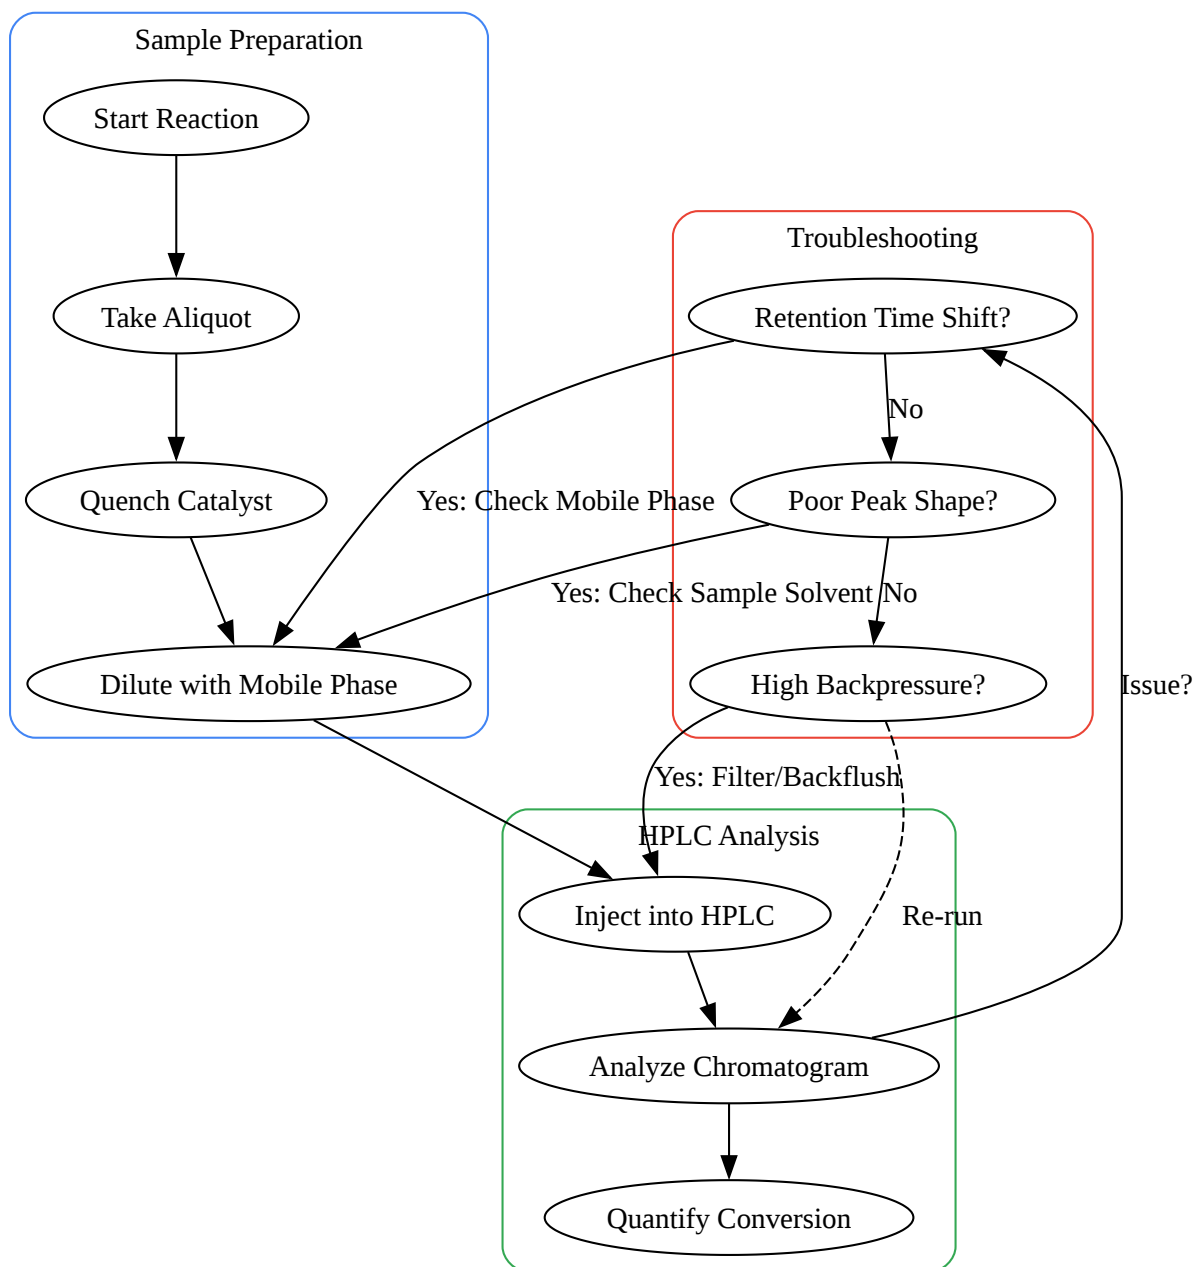 Sample Preparation
Start Reaction
Troubleshooting
Take Aliquot
Retention Time Shift?
No
Quench Catalyst
Yes: Check Mobile Phase
Poor Peak Shape?
Yes: Check Sample Solvent
No
Dilute with Mobile Phase
High Backpressure?
Issue?
Yes: Filter/Backflush
HPLC Analysis
Inject into HPLC
Re-run
Analyze Chromatogram
Quantify Conversion